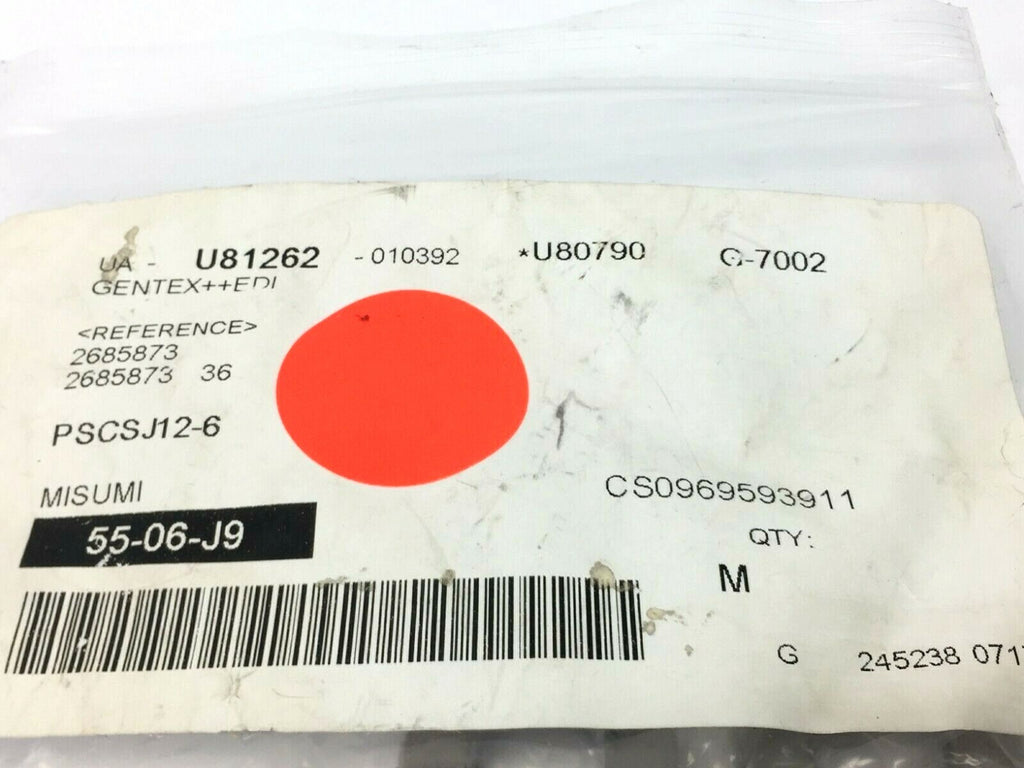 UA - U81262 - 010392 *U80790 G-7002
GENTEX++EDI
<REFERENCE>
2685873
2685873 36
PSCSJ12-6
MISUMI
CS0969593911
55-06-J9
QTY:
M
G 245238 071